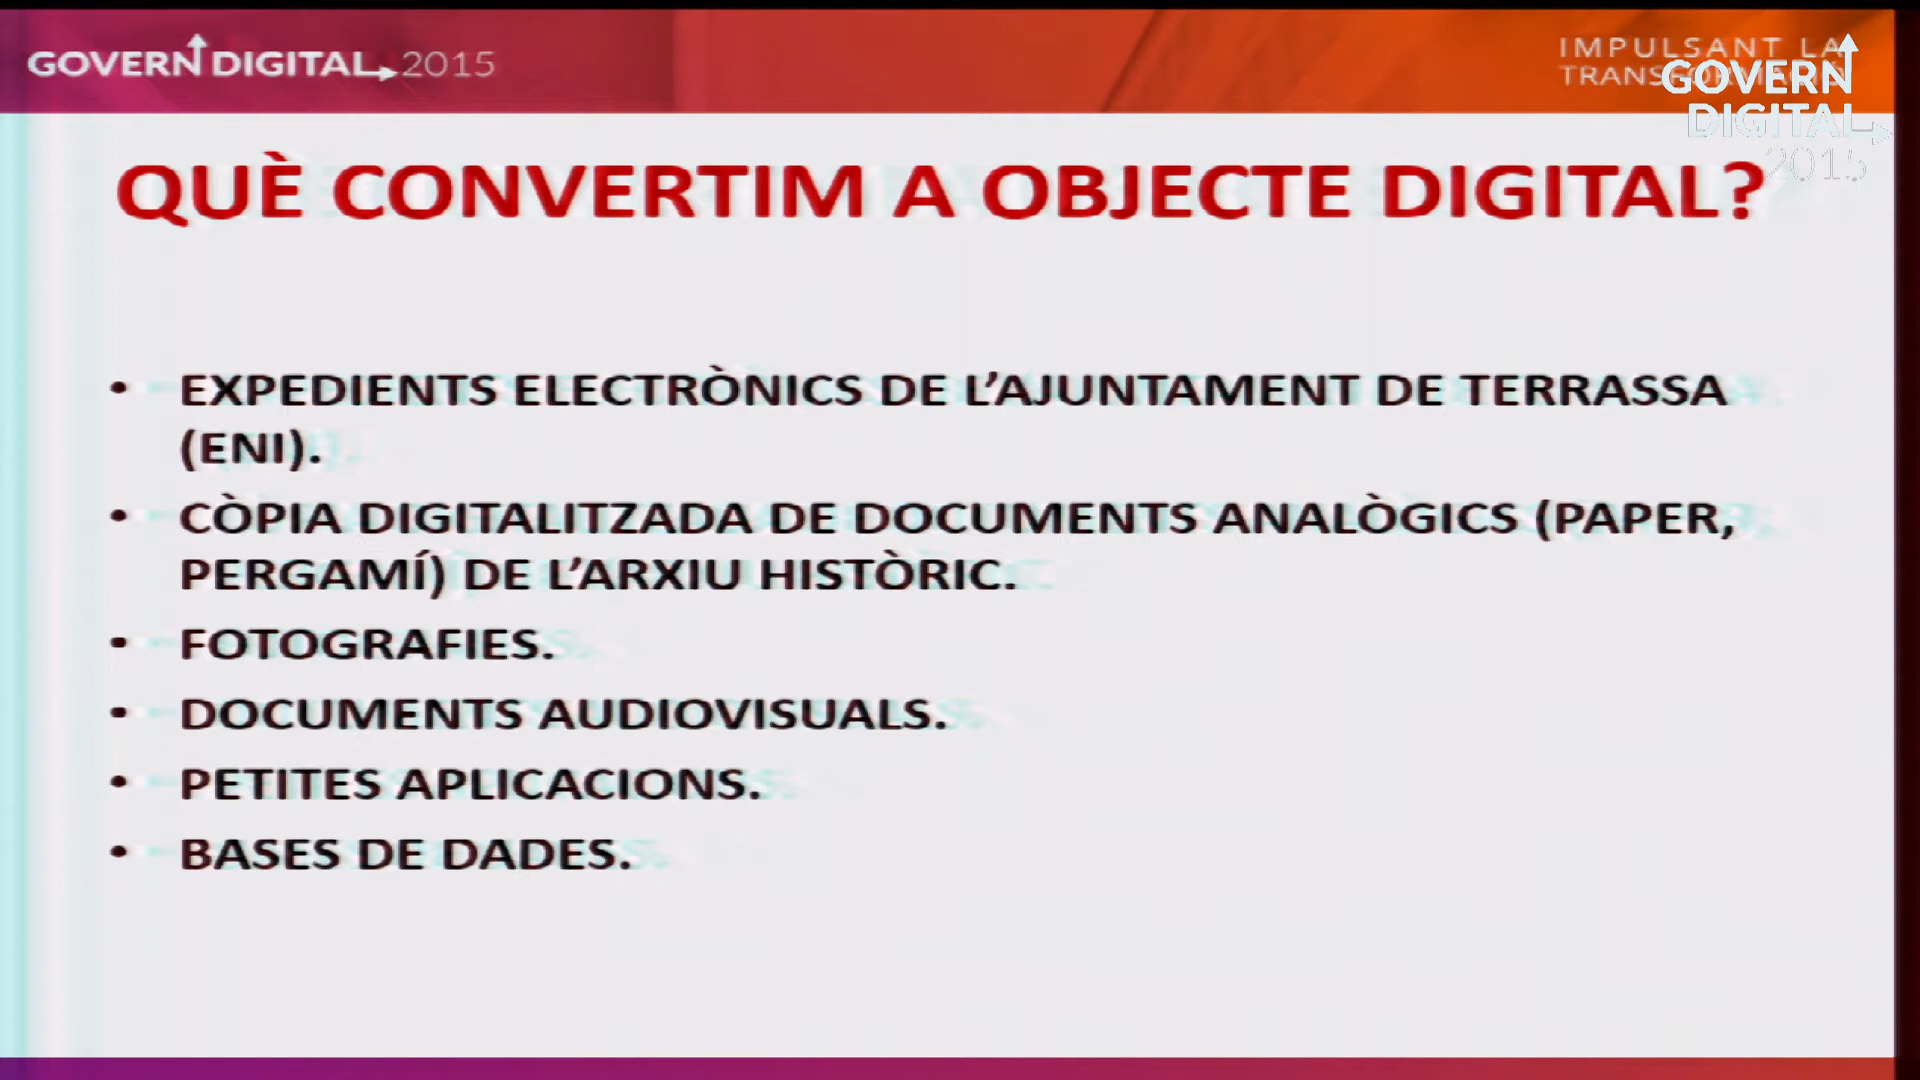 GOVERN DIGITAL 2015
IMPULSANT LA
GOVERN
DIGITAL
2015
QUÈ CONVERTIM A OBJECTE DIGITAL?
• EXPEDIENTS ELECTRÒNICS DE L'AJUNTAMENT DE TERRASSA
(ENI).
• CÒPIA DIGITALITZADA DE DOCUMENTS ANALÒGICS (PAPER,
PERGAMÍ) DE L'ARXIU HISTÒRIC.
• FOTOGRAFIES.
• DOCUMENTS AUDIOVISUALS.
• PETITES APLICACIONS.
• BASES DE DADES.